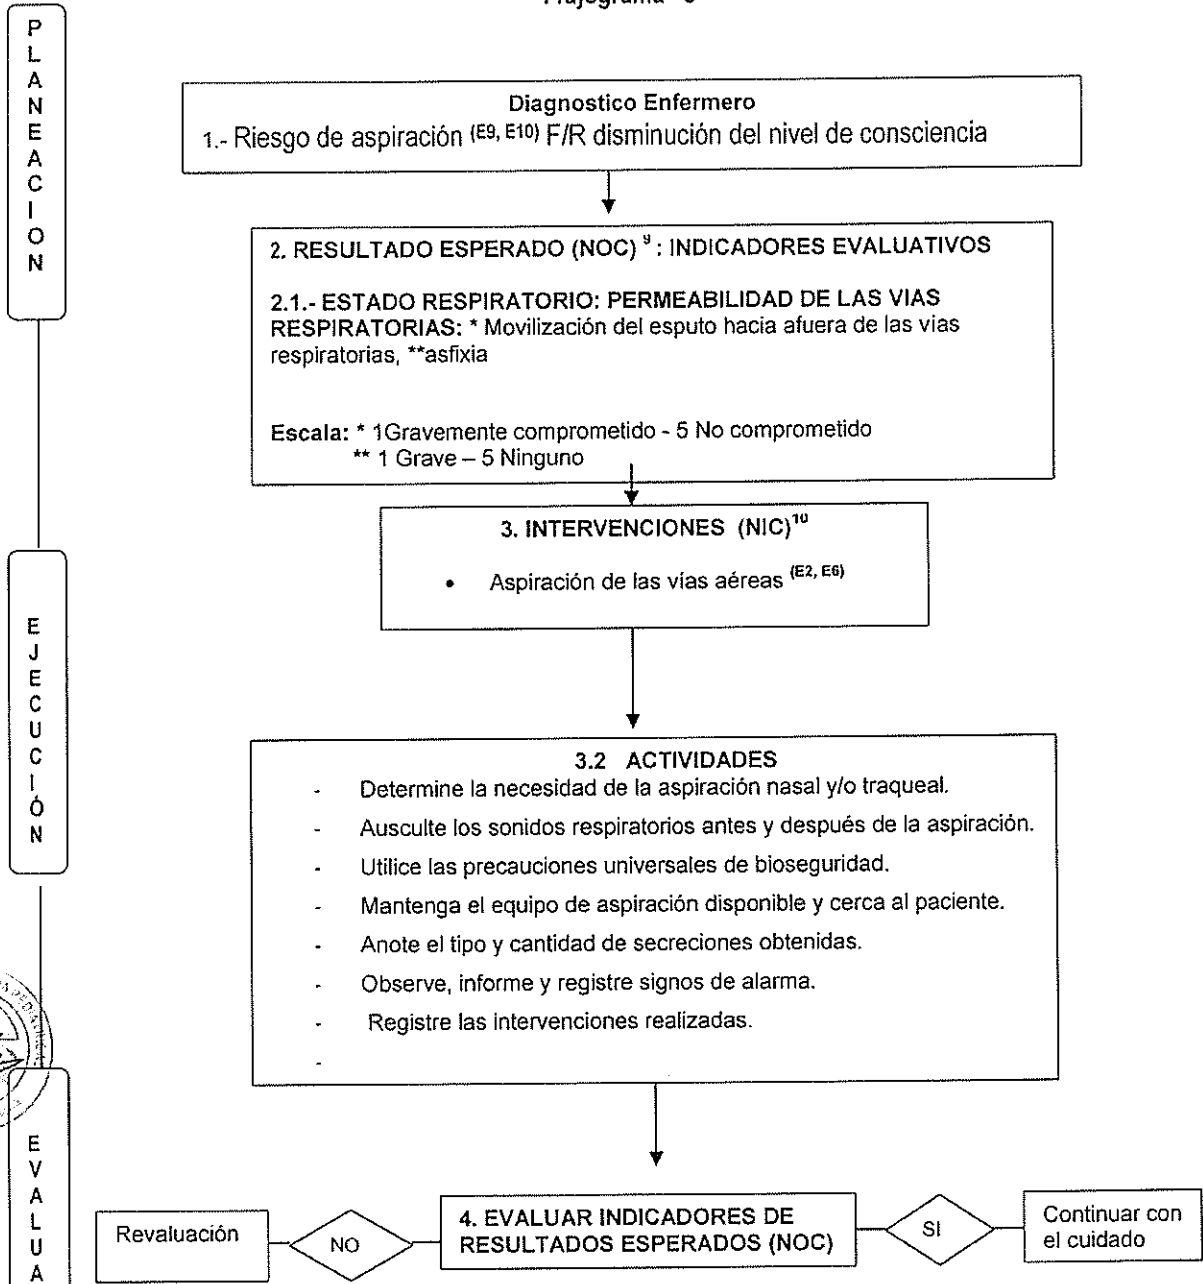 PLANEACION
Diagnostico Enfermero
1.- Riesgo de aspiración (E9, E10) F/R disminución del nivel de consciencia
2. RESULTADO ESPERADO (NOC) 9 : INDICADORES EVALUATIVOS
2.1.- ESTADO RESPIRATORIO: PERMEABILIDAD DE LAS VIAS
RESPIRATORIAS: * Movilización del esputo hacia afuera de las vias
respiratorias, **asfixia
Escala: * 1Gravemente comprometido - 5 No comprometido
** 1 Grave – 5 Ninguno
3. INTERVENCIONES (NIC)10
• Aspiración de las vías aéreas (E2, E6)
EJECUCIÓN
3.2 ACTIVIDADES
- Determine la necesidad de la aspiración nasal y/o traqueal.
- Ausculte los sonidos respiratorios antes y después de la aspiración.
- Utilice las precauciones universales de bioseguridad.
- Mantenga el equipo de aspiración disponible y cerca al paciente.
- Anote el tipo y cantidad de secreciones obtenidas.
- Observe, informe y registre signos de alarma.
- Registre las intervenciones realizadas.
-
EVALUA
Revaluación
NO
4. EVALUAR INDICADORES DE
RESULTADOS ESPERADOS (NOC)
SI
Continuar con
el cuidado